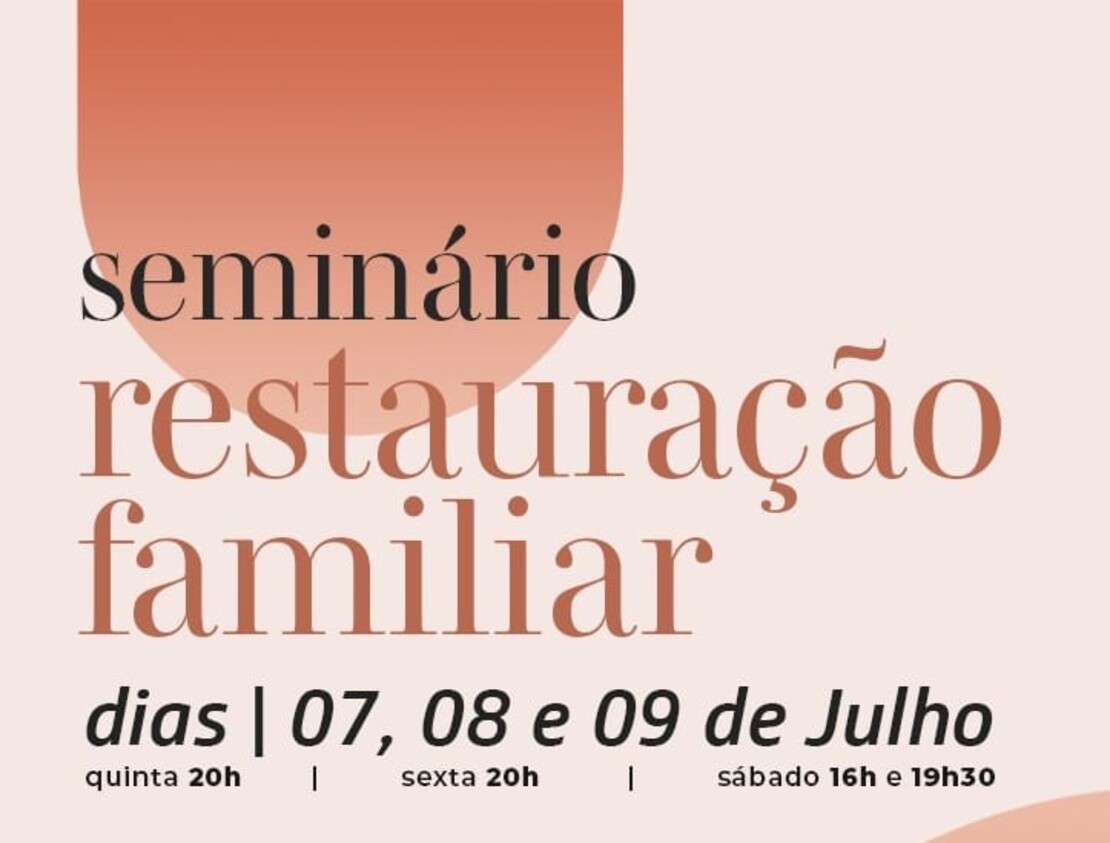 seminário
restauração
familiar
dias | 07, 08 e 09 de Julho
quinta 20h | sexta 20h | sábado 16h e 19h30